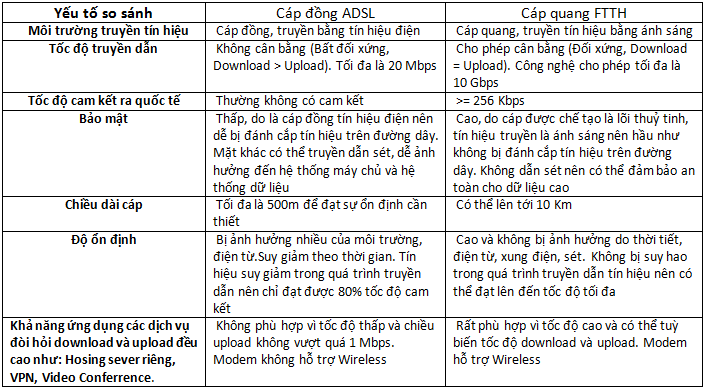 Yếu tố so sánh
Cáp đồng ADSL
Cáp quang FTTH
Môi trường truyền tín hiệu
Cáp đồng, truyền bằng tín hiệu điện
Cáp quang, truyền tín hiệu bằng ánh sáng
Tốc độ truyền dẫn
Không cân bằng (Bất đối xứng,
Download > Upload). Tối đa là 20 Mbps
Cho phép cân bằng (Đối xứng, Download
= Upload). Công nghệ cho phép tối đa là
10 Gbps
Tốc độ cam kết ra quốc tế
Thường không có cam kết
>= 256 Kbps
Bảo mật
Thấp, do là cáp đồng tín hiệu điện nên
dễ bị đánh cắp tín hiệu trên đường dây.
Mặt khác có thể truyền dẫn sét, dễ ảnh
hưởng đến hệ thống máy chủ và hệ
thống dữ liệu
Cao, do cáp được chế tạo là lõi thuỷ tinh,
tín hiệu truyền là ánh sáng nên hầu như
không bị đánh cắp tín hiệu trên đường
dây. Không dẫn sét nên có thể đảm bảo an
toàn cho dữ liệu cao
Chiều dài cáp
Tối đa là 500m để đạt sự ổn định cần
thiết
Có thể lên tới 10 Km
Độ ổn định
Bị ảnh hưởng nhiều của môi trường,
điện từ.Suy giảm theo thời gian. Tín
hiệu suy giảm trong quá trình truyền
dẫn nên chỉ đạt được 80% tốc độ cam
kết
Cao và không bị ảnh hưởng do thời tiết,
điện từ, xung điện, sét. Không bị suy hao
trong quá trình truyền dẫn tín hiệu nên có
thể đạt lên đến tốc độ tối đa
Khả năng ứng dụng các dịch vụ
đòi hỏi download và upload đều
cao như: Hosing sever riêng,
VPN, Video Conferrence.
Không phù hợp vì tốc độ thấp và chiều
upload không vượt quá 1 Mbps.
Modem không hỗ trợ Wireless
Rất phù hợp vì tốc độ cao và có thể tuỳ
biến tốc độ download và upload. Modem
hỗ trợ Wireless